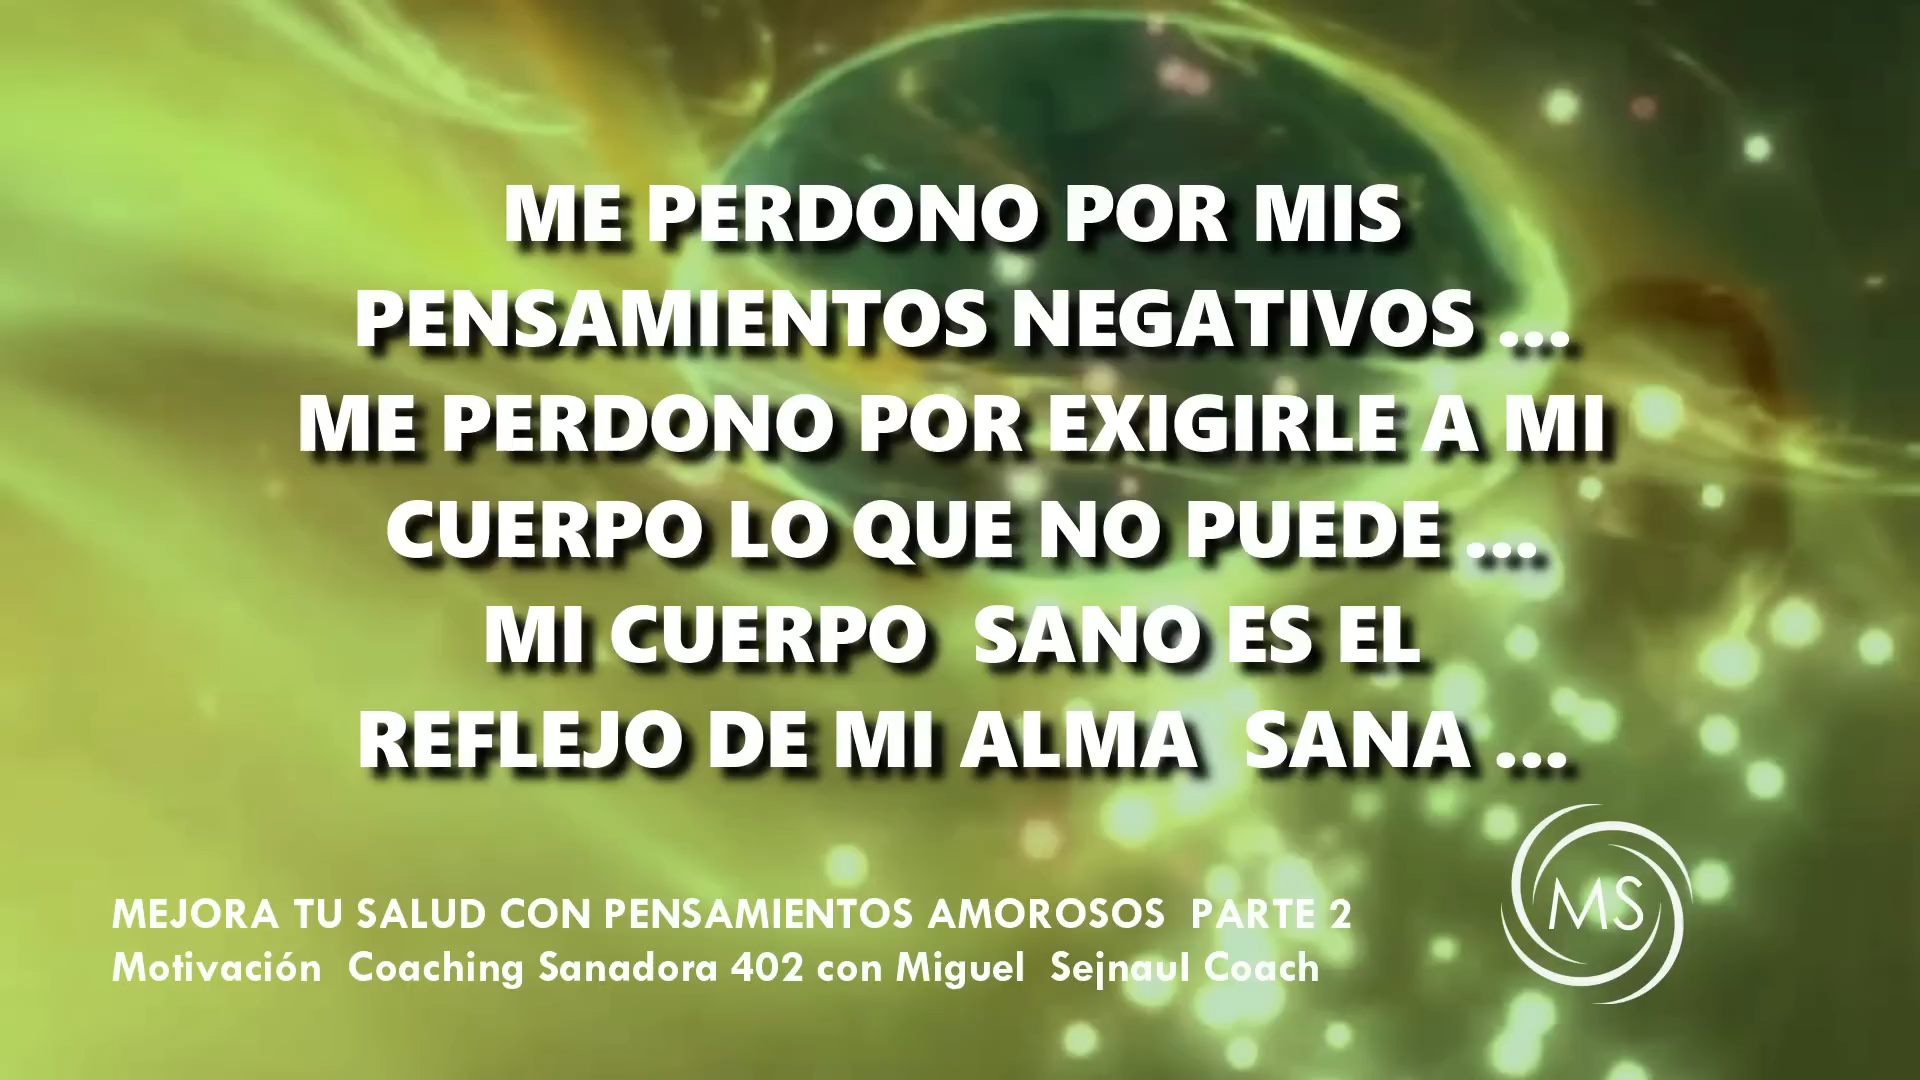 ME PERDONO POR MIS
PENSAMIENTOS NEGATIVOS ...
ME PERDONO POR EXIGIRLE A MI
CUERPO LO QUE NO PUEDE ...
MI CUERPO  SANO ES EL
REFLEJO DE MI ALMA  SANA ...
MS
MEJORA TU SALUD CON PENSAMIENTOS AMOROSOS  PARTE 2
Motivación  Coaching Sanadora 402 con Miguel  Sejnaul Coach